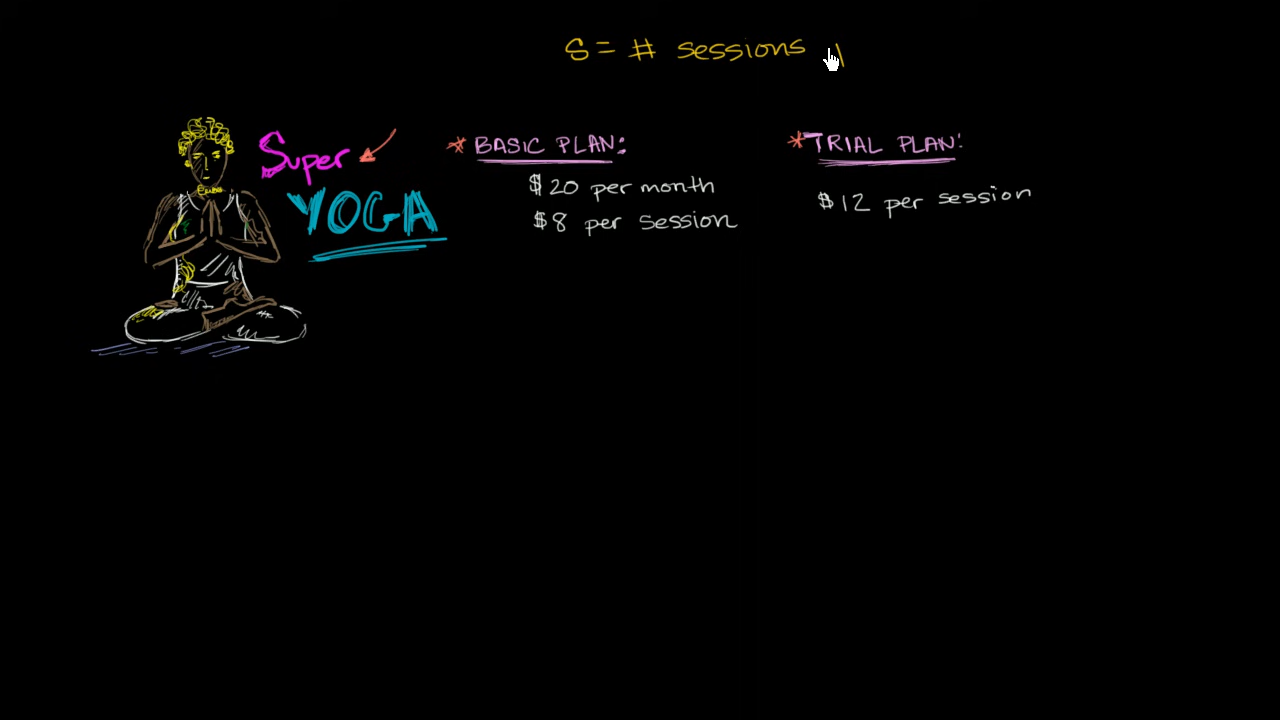 S = # sessions
Super
YOGA
* BASIC PLAN:
$20 per month
$8 per session
* TRIAL PLAN:
$12 per session